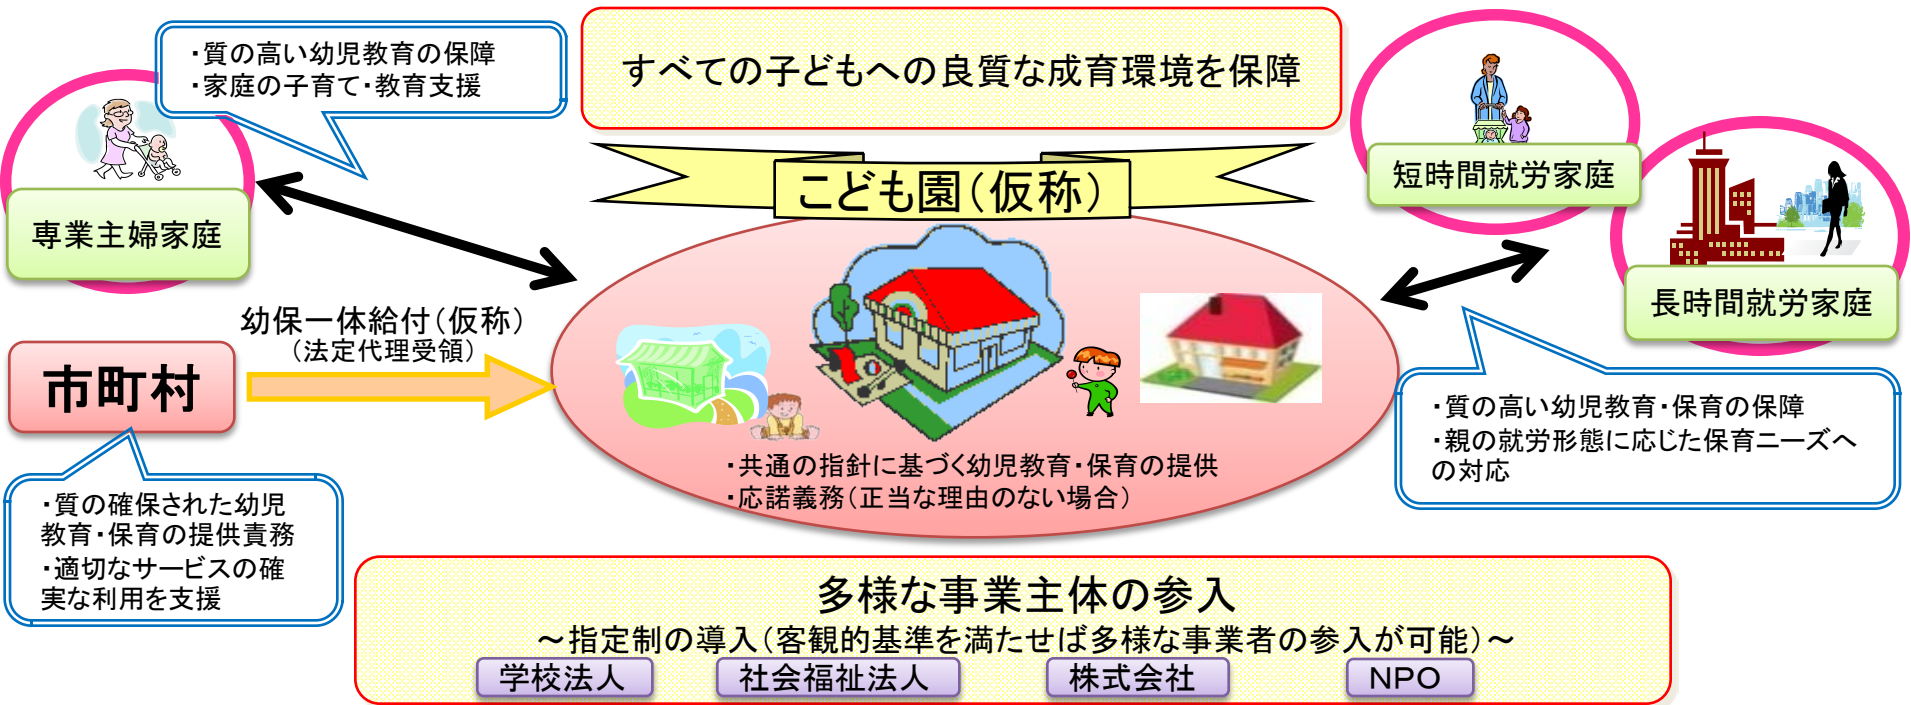 ・質の高い幼児教育の保障
・家庭の子育て・教育支援
すべての子どもへの良質な成育環境を保障
こども園（仮称）
専業主婦家庭
短時間就労家庭
長時間就労家庭
幼保一体給付（仮称）
（法定代理受領）
市町村
・質の高い幼児教育・保育の保障
・親の就労形態に応じた保育ニーズへ
の対応
・共通の指針に基づく幼児教育・保育の提供
・応諾義務（正当な理由のない場合）
・質の確保された幼児
教育・保育の提供責務
・適切なサービスの確
実な利用を支援
多様な事業主体の参入
～指定制の導入（客観的基準を満たせば多様な事業者の参入が可能）～
学校法人
社会福祉法人
株式会社
NPO